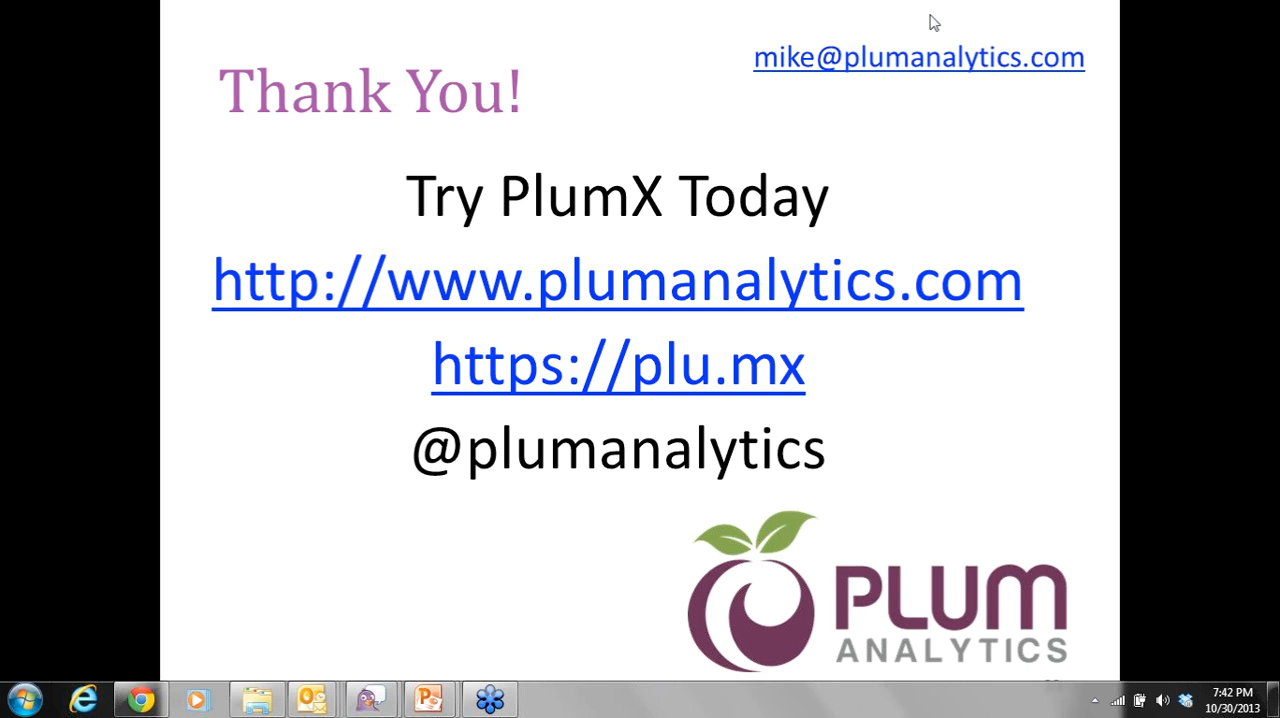 mike@plumanalytics.com
Thank You!
Try PlumX Today
http://www.plumanalytics.com
https://plu.mx
@plumanalytics
PLUM
ANALYTICS
7:42 PM
10/30/2013